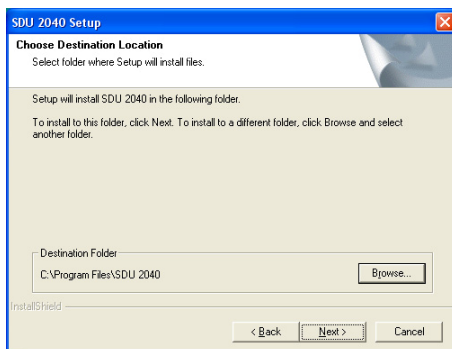 SDU 2040 Setup
Choose Destination Location
Select folder where Setup will install files.
Setup will install SDU 2040 in the following folder.
To install to this folder, click Next. To install to a different folder, click Browse and select
another folder.
Destination Folder
C:\Program Files\SDU 2040
Browse...
InstallShield
< Back
Next >
Cancel